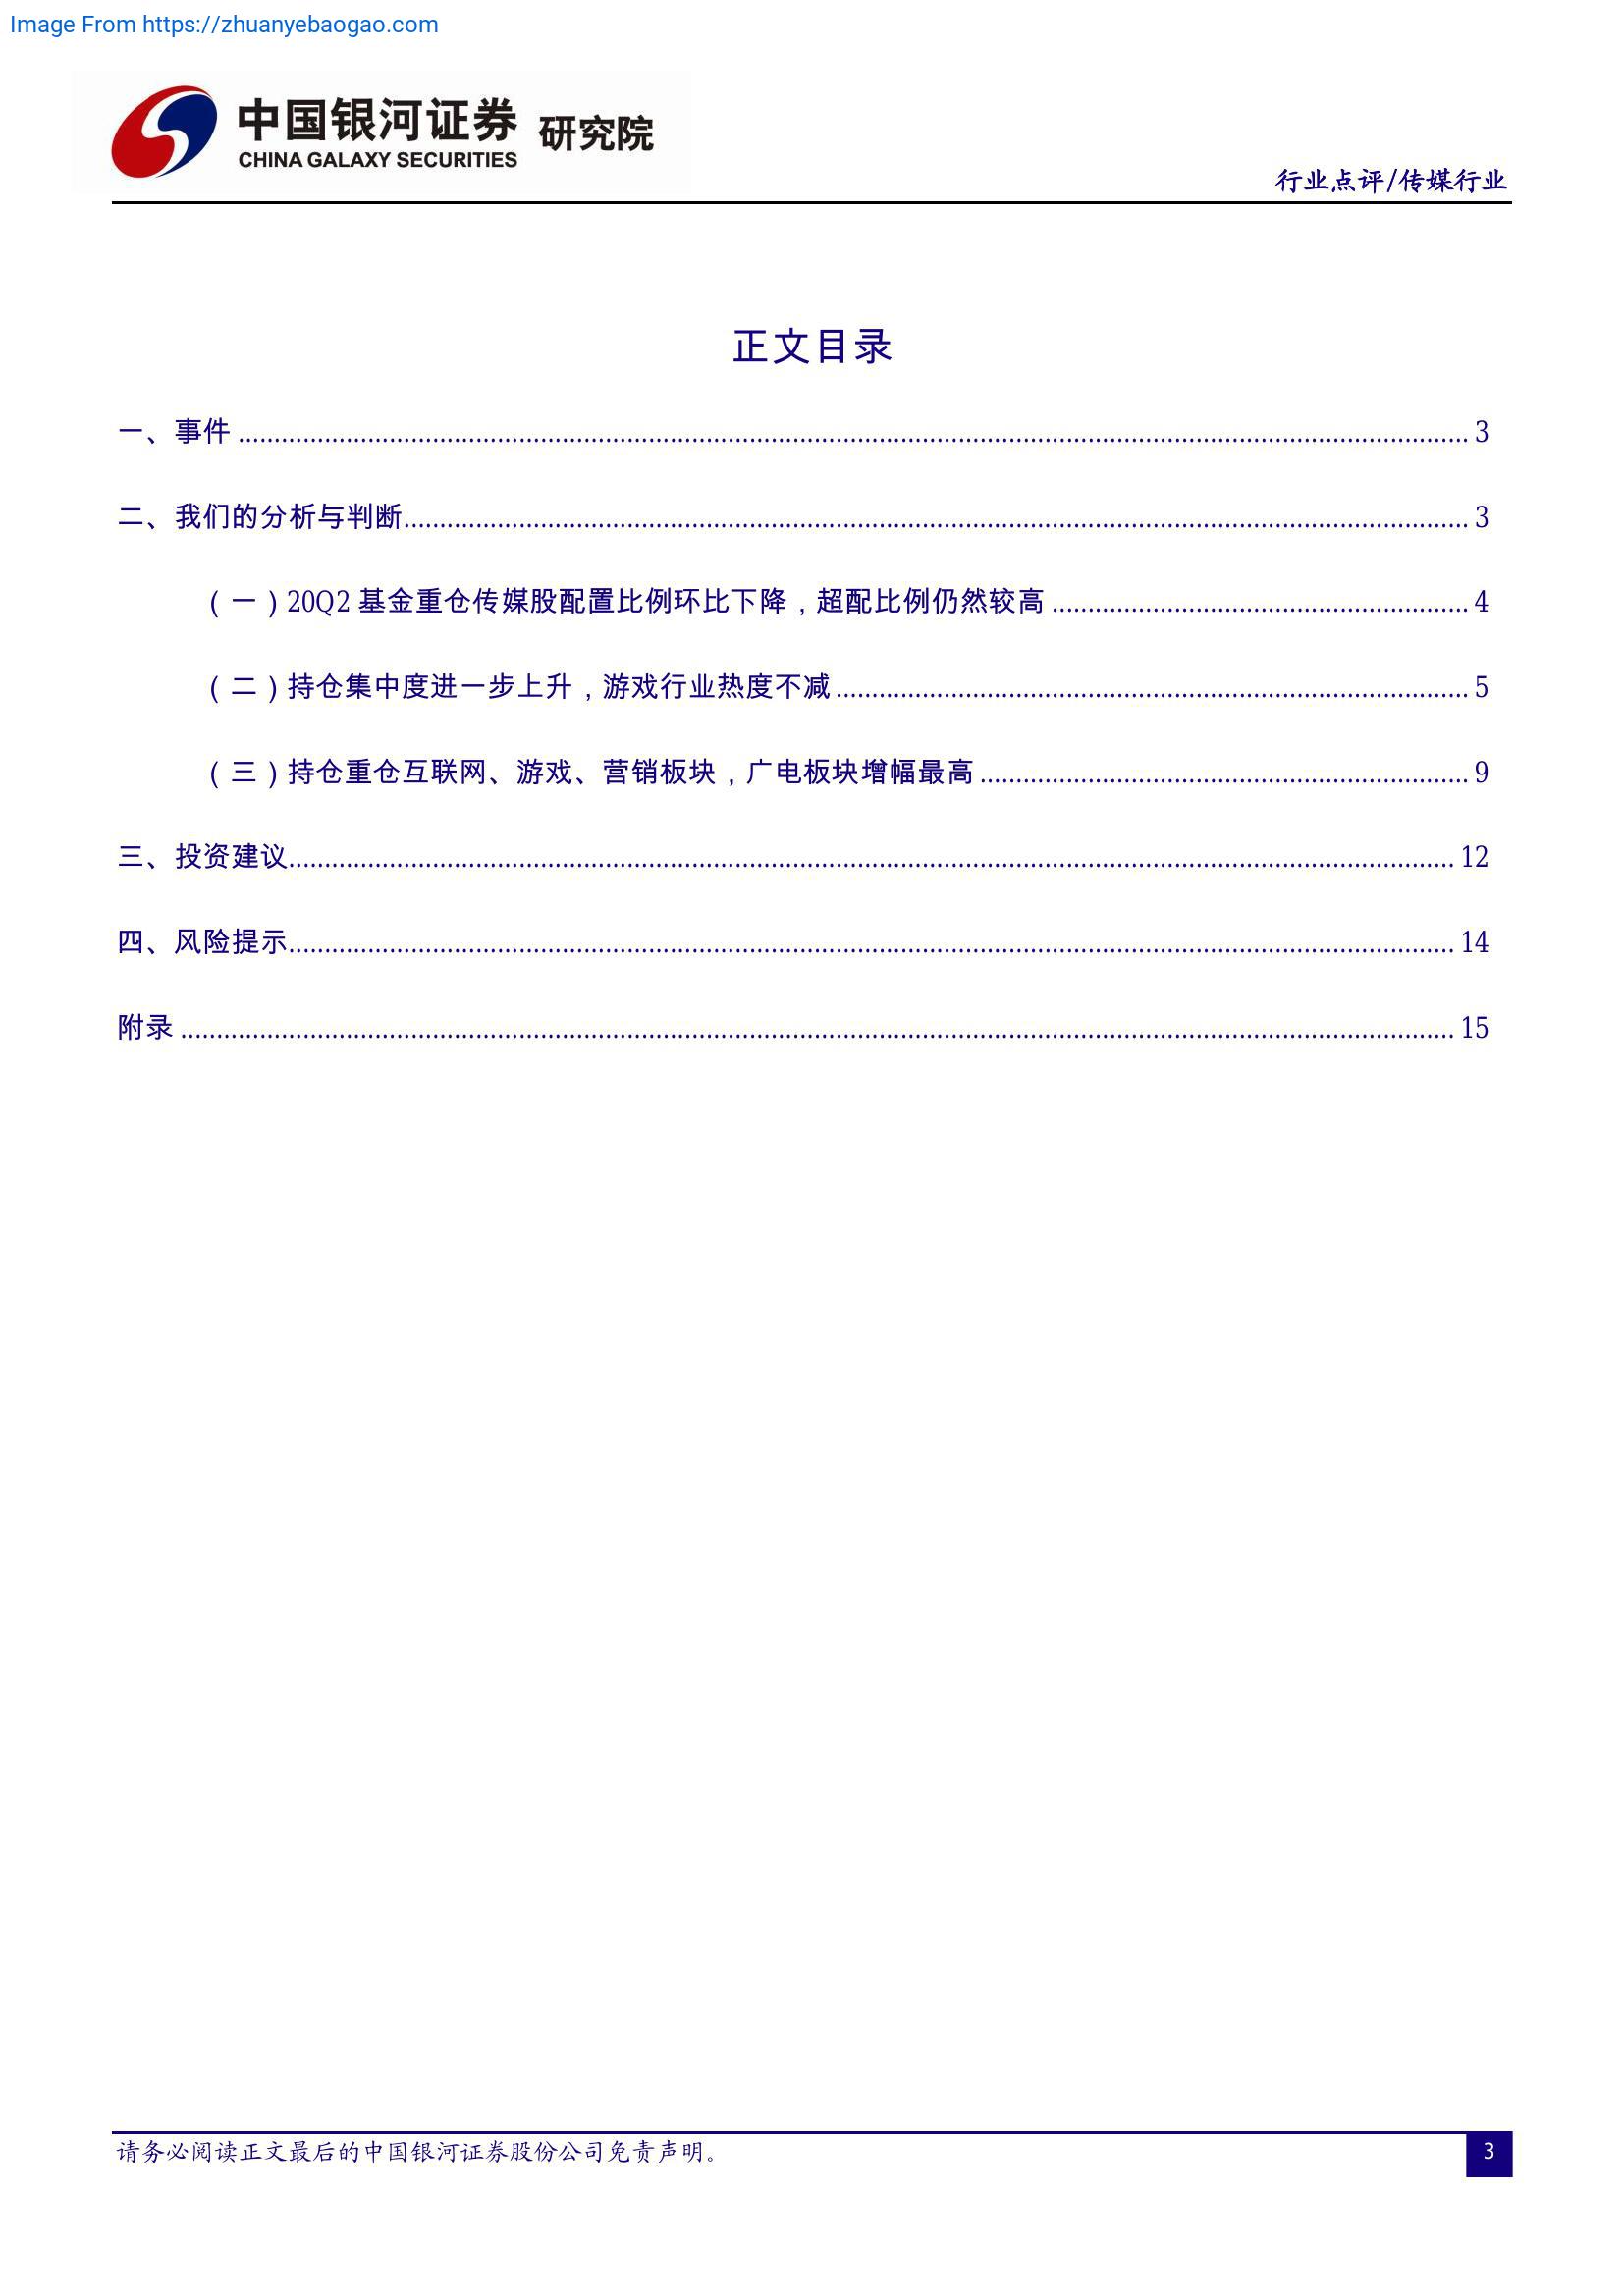 Image From https://zhuanyebaogao.com
中国银河证券 研究院
CHINA GALAXY SECURITIES
行业点评/传媒行业
正文目录
一、事件 ........................................ 3
二、我们的分析与判断........................................ 3
（一）20Q2 基金重仓传媒股配置比例环比下降，超配比例仍然较高 ........................................ 4
（二）持仓集中度进一步上升，游戏行业热度不减 ........................................ 5
（三）持仓重仓互联网、游戏、营销板块，广电板块增幅最高 ........................................ 9
三、投资建议........................................ 12
四、风险提示........................................ 14
附录 ........................................ 15
请务必阅读正文最后的中国银河证券股份公司免责声明。
3